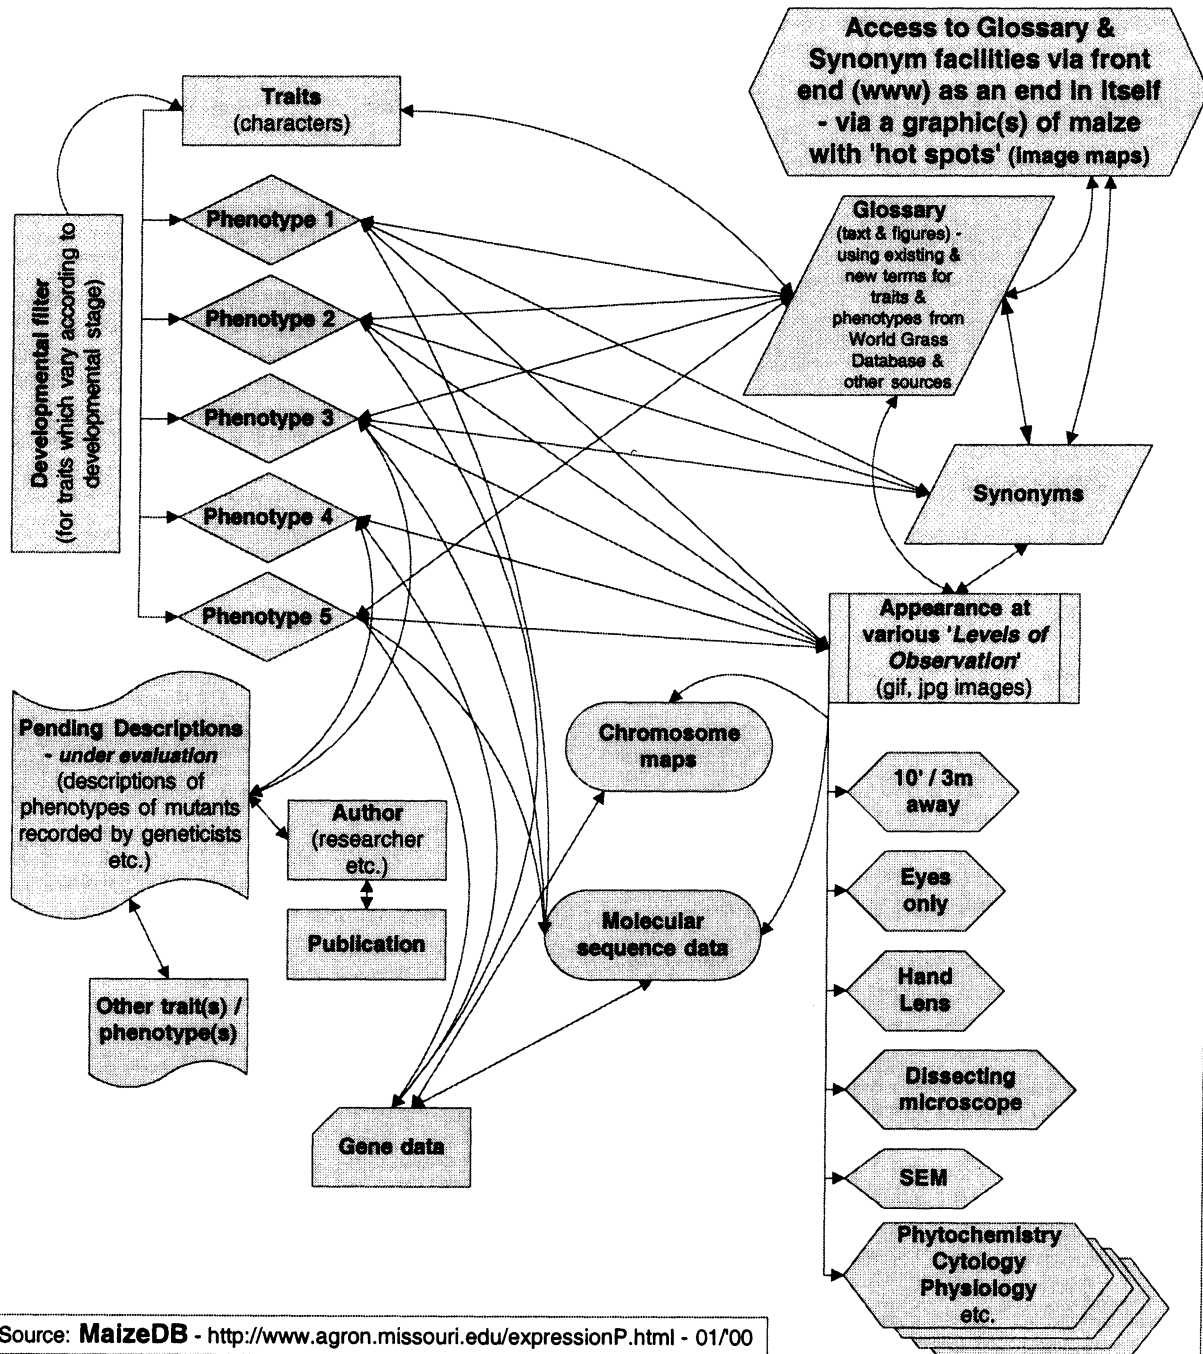 Access to Glossary &
Synonym facilities via front
end (www) as an end in itself
- via a graphic(s) of maize
with 'hot spots' (image maps)
Traits
(characters)
Developmental filter
(for traits which vary according to
developmental stage)
Phenotype 1
Phenotype 2
Phenotype 3
Phenotype 4
Phenotype 5
Glossary
(text & figures) -
using existing &
new terms for
traits &
phenotypes from
World Grass
Database &
other sources
Synonyms
Appearance at
various 'Levels of
Observation'
(gif, jpg images)
Pending Descriptions
- under evaluation
(descriptions of
phenotypes of mutants
recorded by geneticists
etc.)
Author
(researcher
etc.)
Publication
Other trait(s) /
phenotype(s)
Chromosome
maps
Molecular
sequence data
Gene data
10' / 3m
away
Eyes
only
Hand
Lens
Dissecting
microscope
SEM
Phytochemistry
Cytology
Physiology
etc.
Source: MaizeDB - http://www.agron.missouri.edu/expressionP.html - 01/'00